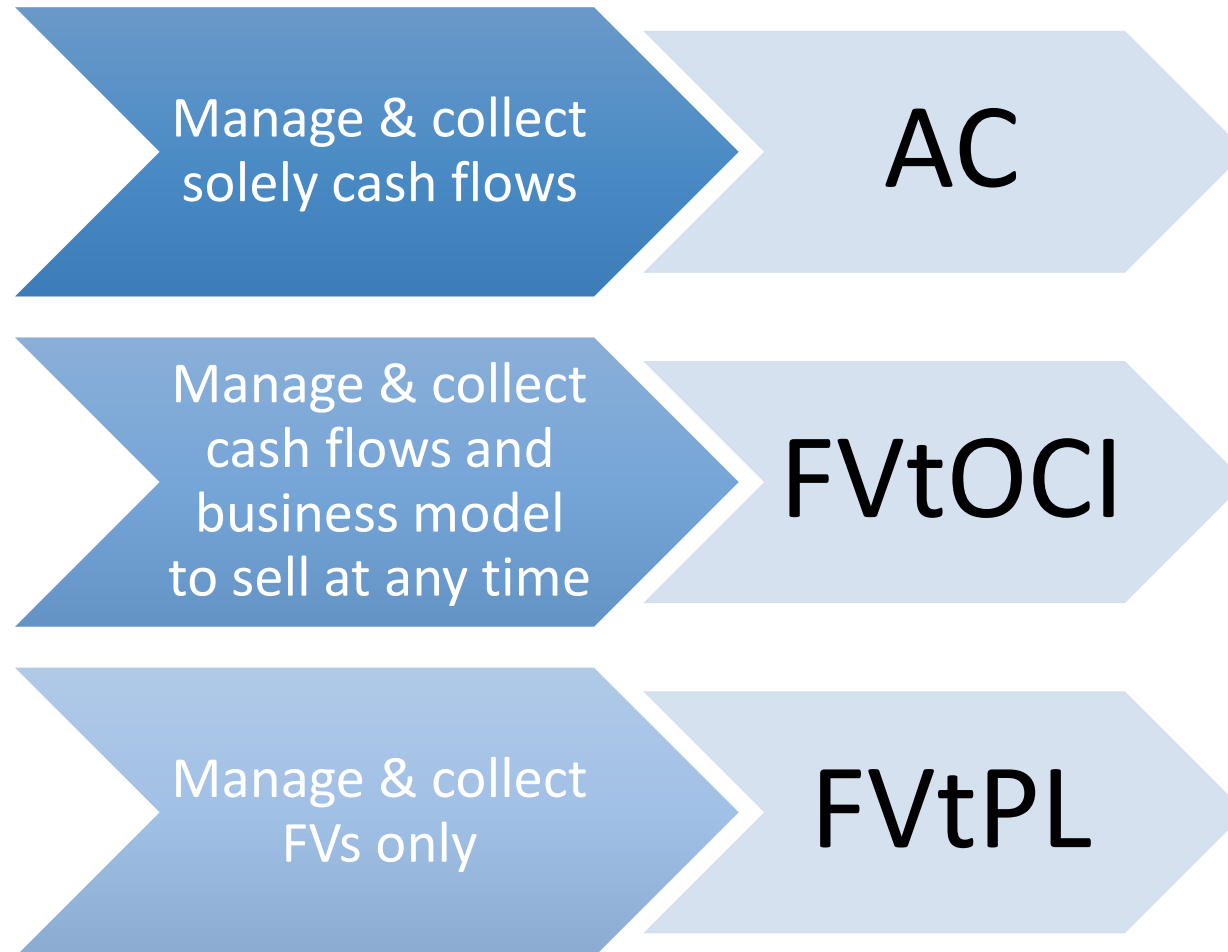 Manage & collect
solely cash flows
AC
Manage & collect
cash flows and
business model
to sell at any time
FVtOCI
Manage & collect
FVs only
FVtPL